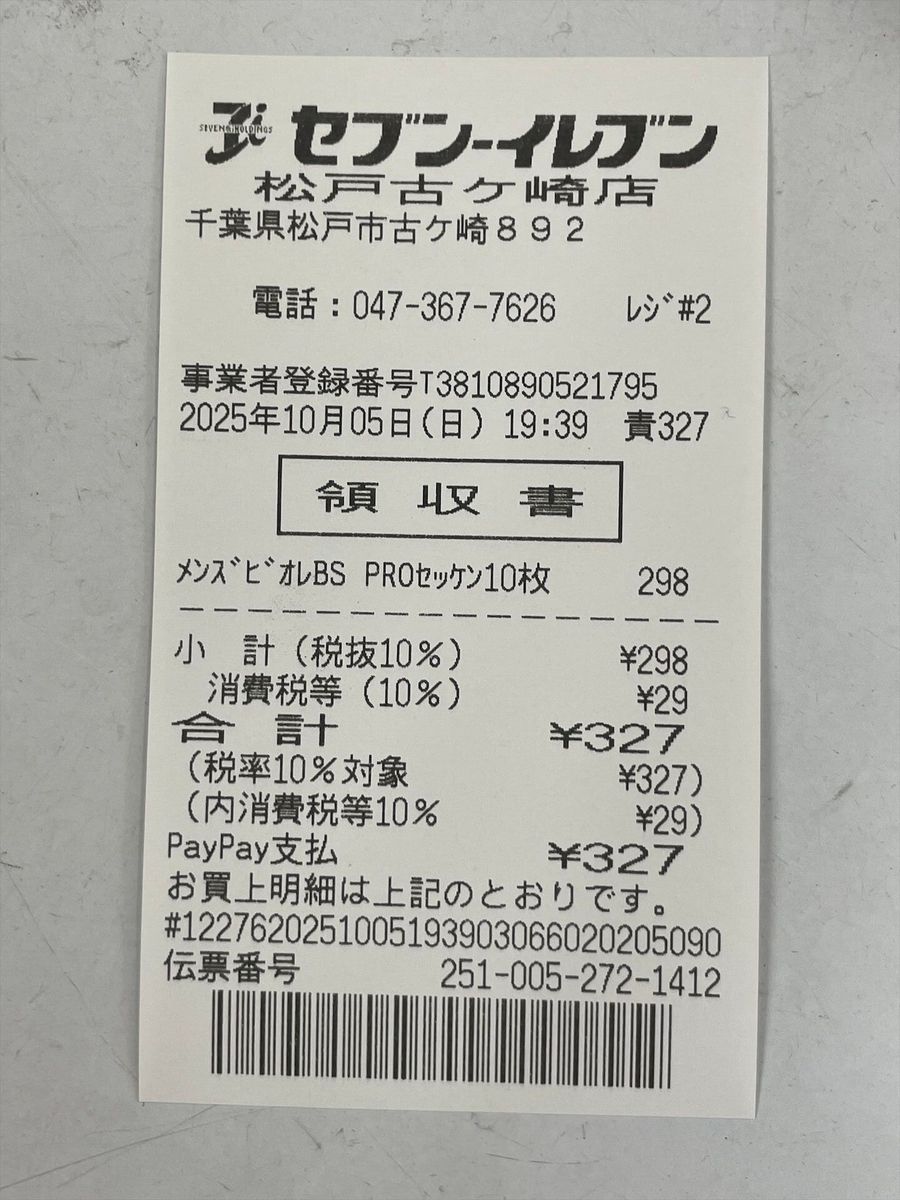 SEVEN&i HOLDINGS
セブン-イレブン
松戸古ケ崎店
千葉県松戸市古ケ崎８９２
電話：047-367-7626 ﾚｼﾞ#2
事業者登録番号T3810890521795
2025年10月05日(日) 19:39 責327
領収書
ﾒﾝｽﾞﾋﾞｵﾚBS PROｾｯｹﾝ10枚 298
小　計（税抜10%） ¥298
消費税等（10%） ¥29
合　計 ¥327
（税率10%対象 ¥327）
（内消費税等10% ¥29）
PayPay支払 ¥327
お買上明細は上記のとおりです。
#122762025100519390306602020509​0
伝票番号 251-005-272-1412